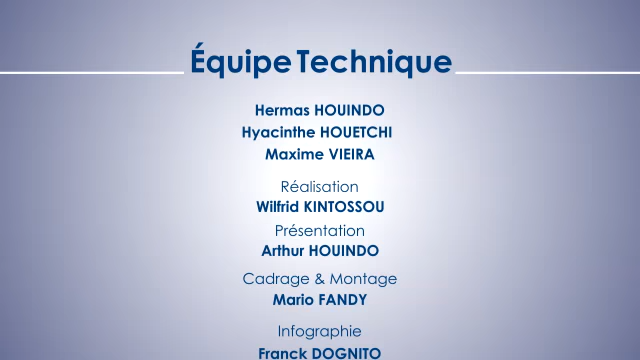 Équipe Technique
Hermas HOUINDO
Hyacinthe HOUETCHI
Maxime VIEIRA
Réalisation
Wilfrid KINTOSSOU
Présentation
Arthur HOUINDO
Cadrage & Montage
Mario FANDY
Infographie
Franck DOGNITO